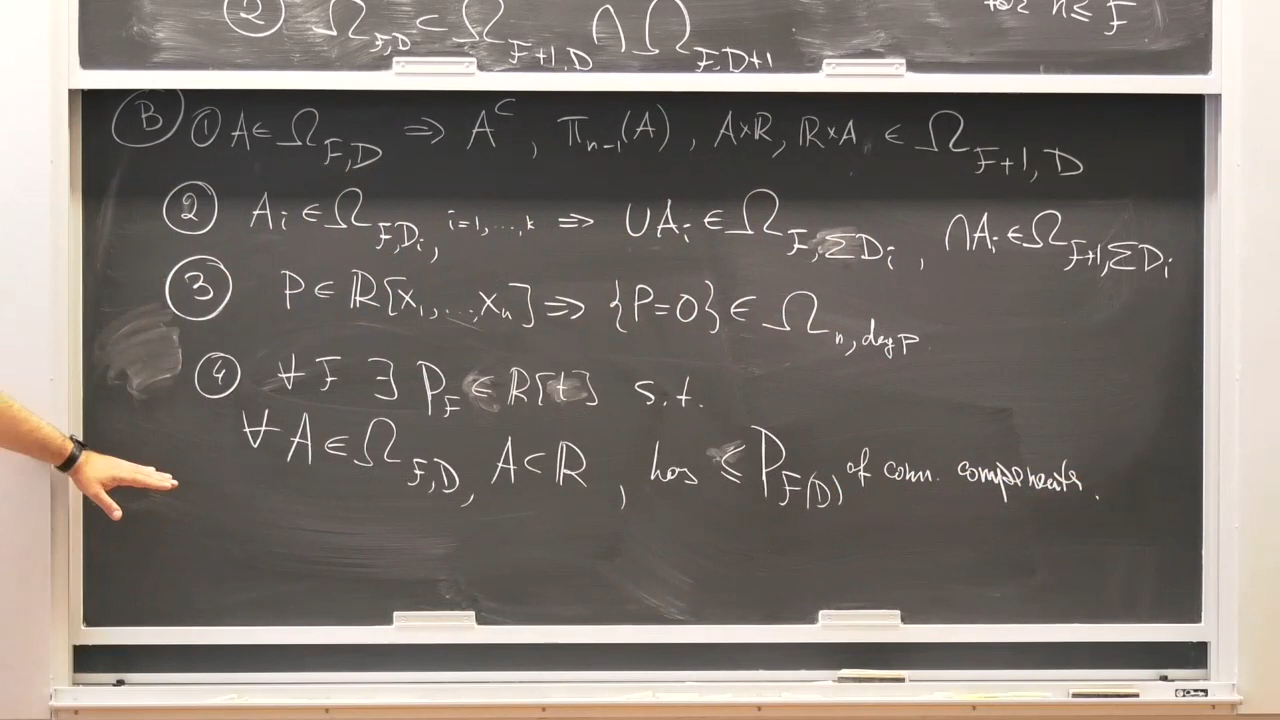 ② Ω_{F,D} ⊂ Ω_{F+1,D} ∩ Ω_{F,D+1} for n ≤ F
Ⓑ ① A ∈ Ω_{F,D} ⇒ A^c, π_{n-1}(A), A×ℝ, ℝ×A, ∈ Ω_{F+1,D}
② A_i ∈ Ω_{F,D_i}, i=1,...,k ⇒ ∪A_i ∈ Ω_{F,ΣD_i}, ∩A_i ∈ Ω_{F+1,ΣD_i}
③ P ∈ ℝ[x_1,...,x_n] ⇒ {P=0} ∈ Ω_{n,deg P}
④ ∀F ∃ P_F ∈ ℝ[t] s.t.
∀A ∈ Ω_{F,D}, A ⊂ ℝ, has ≤ P_{F(D)} of conn. components.